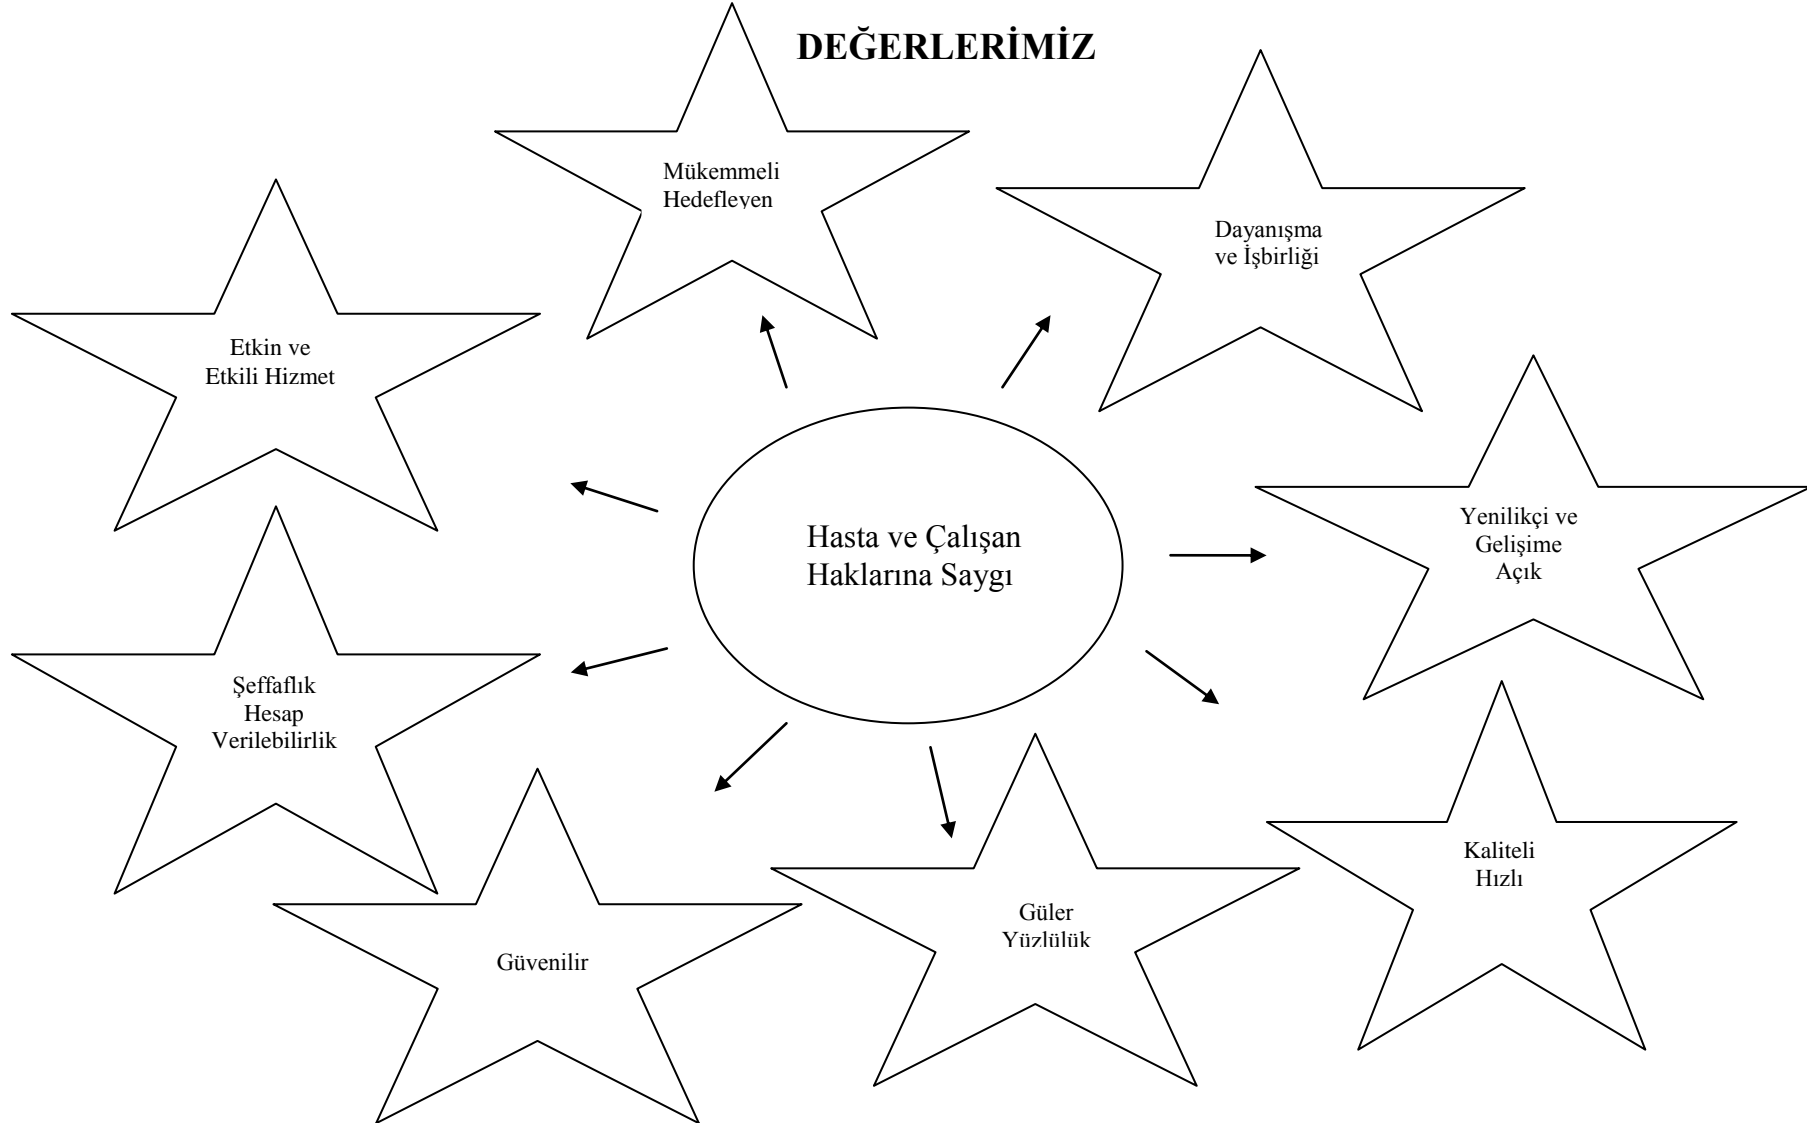 DEĞERLERİMİZ
Mükemmeli
Hedefleyen
Dayanışma
ve İşbirliği
Etkin ve
Etkili Hizmet
Yenilikçi ve
Gelişime
Açık
Hasta ve Çalışan
Haklarına Saygı
Şeffaflık
Hesap
Verilebilirlik
Kaliteli
Hızlı
Güler
Yüzlülük
Güvenilir